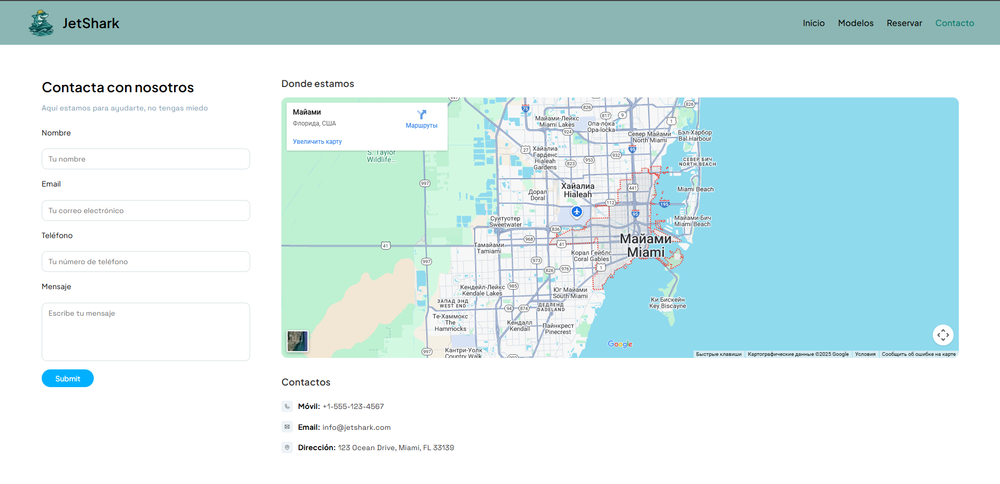 JetShark
Inicio Modelos Reservar Contacto
Contacta con nosotros
Aquí estamos para ayudarte, no tengas miedo
Nombre
Tu nombre
Email
Tu correo electrónico
Teléfono
Tu número de teléfono
Mensaje
Escribe tu mensaje
Submit
Donde estamos
Майами
Флорида, США
Маршруты
Увеличить карту
S. Taylor
Wildlife...
997
75
826
826
817
9
1
Майами-Лейкс
Miami Lakes
Опа-лока
Opa-locka
924
Север Майами
North Miami
Бэл-Харбор
Bal Harbour
27
Хайалиа
Гарденс
Hialeah
Gardens
95
932
953
823
СЕВЕР БИЧ
NORTH BEACH
997
441
Хайалиа
Hialeah
Miami Beach
Дорал
Doral
112
195
95
Суитуотер
Sweetwater
Майами-Бич
Miami Beach
836
968
41
41
Тамайами
Tamiami
Майами
Miami
Корал Гейблс
Coral Gables
997
973
826
976
1
Кендейл-Лейкс
Kendale Lakes
985
Юг Майами
South Miami
ЗАПАД ЭНД
WEST END
94
874
ДЕДЛЕНД
DADELAND
Ки Бискейн
Key Biscayne
Те-Хаммокс
The
Hammocks
Кендалл
Kendall
Пайнкрест
Pinecrest
997
Кантри-Уолк
Country Walk
992
Google
Быстрые клавиши Картографические данные ©2025 Google Условия Сообщить об ошибке на карте
Contactos
Móvil: +1-555-123-4567
Email: info@jetshark.com
Dirección: 123 Ocean Drive, Miami, FL 33139